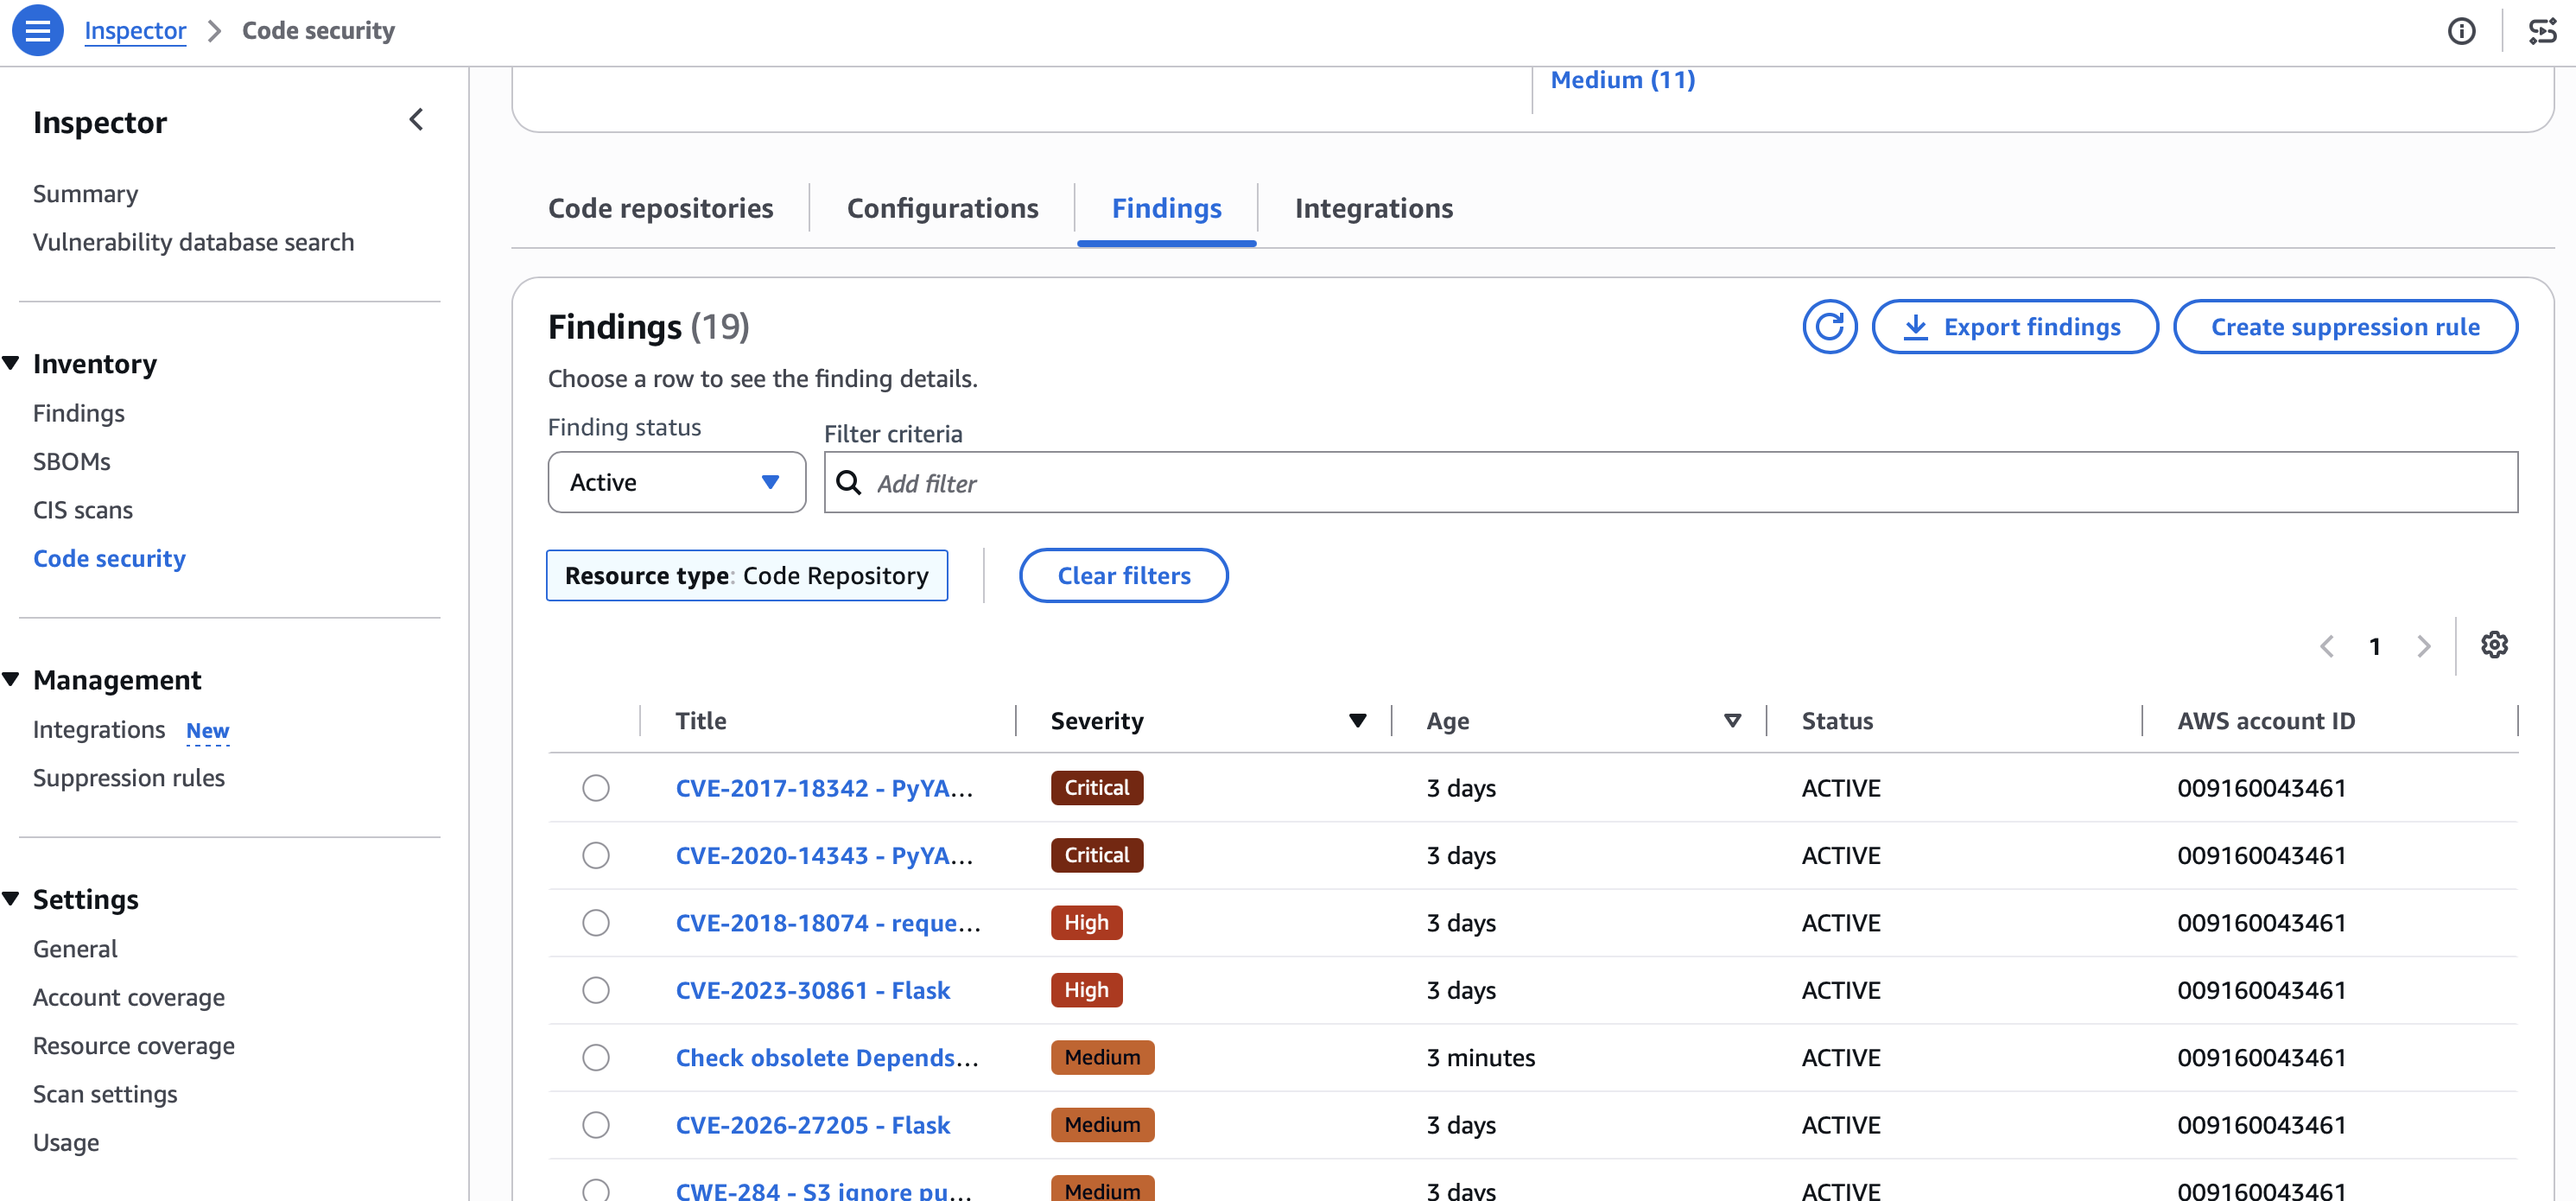 Inspector > Code security
Inspector
Summary
Vulnerability database search
Inventory
Findings
SBOMs
CIS scans
Code security
Management
Integrations New
Suppression rules
Settings
General
Account coverage
Resource coverage
Scan settings
Usage
Medium (11)
Code repositories Configurations Findings Integrations
Findings (19)
Export findings Create suppression rule
Choose a row to see the finding details.
Finding status Filter criteria
Active Add filter
Resource type: Code Repository Clear filters
1
Title Severity Age Status AWS account ID
CVE-2017-18342 - PyYA... Critical 3 days ACTIVE 009160043461
CVE-2020-14343 - PyYA... Critical 3 days ACTIVE 009160043461
CVE-2018-18074 - reque... High 3 days ACTIVE 009160043461
CVE-2023-30861 - Flask High 3 days ACTIVE 009160043461
Check obsolete Depends... Medium 3 minutes ACTIVE 009160043461
CVE-2026-27205 - Flask Medium 3 days ACTIVE 009160043461
CWE-284 - S3 ignore pu... Medium 3 days ACTIVE 009160043461